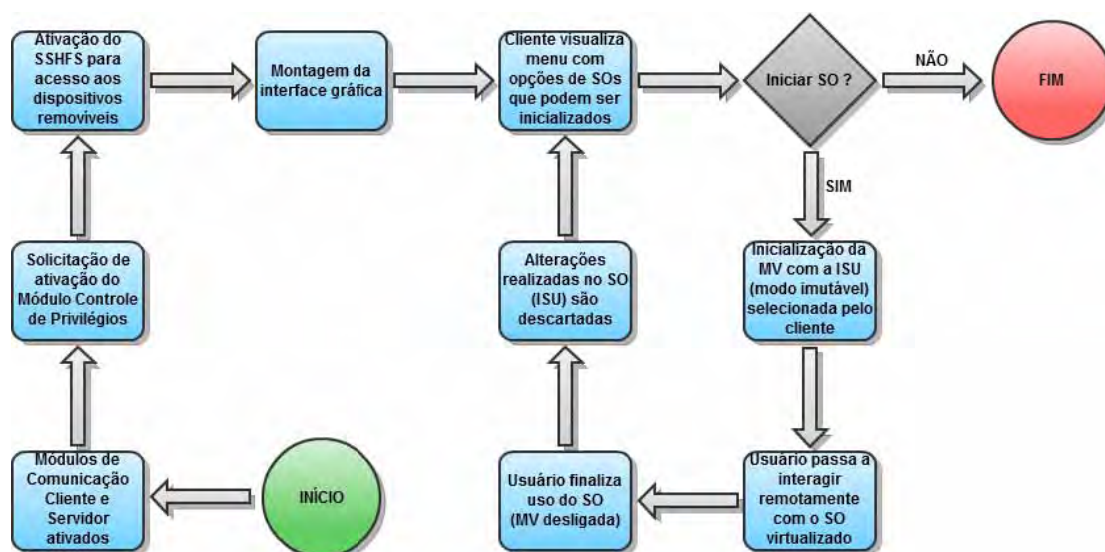 Ativação do
SSHFS para
acesso aos
dispositivos
removíveis
Montagem da
interface gráfica
Cliente visualiza
menu com
opções de SOs
que podem ser
inicializados
Iniciar SO ?
NÃO
FIM
SIM
Solicitação de
ativação do
Módulo Controle
de Privilégios
Alterações
realizadas no SO
(ISU) são
descartadas
Inicialização da
MV com a ISU
(modo imutável)
selecionada pelo
cliente
Módulos de
Comunicação
Cliente e
Servidor
ativados
INÍCIO
Usuário finaliza
uso do SO
(MV desligada)
Usuário passa a
interagir
remotamente
com o SO
virtualizado